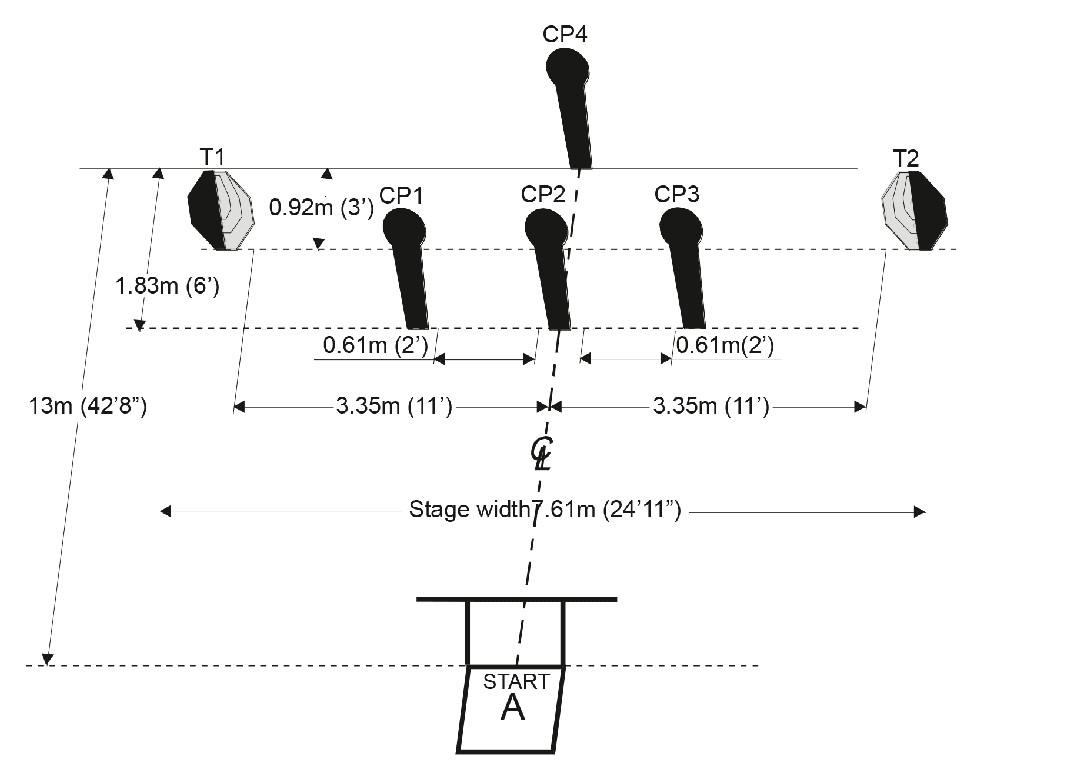 CP4
T1
T2
0.92m (3’)
CP1
CP2
CP3
1.83m (6’)
0.61m (2’)
0.61m(2’)
13m (42’8”)
3.35m (11’)
3.35m (11’)
℄
Stage width7.61m (24’11”)
START
A